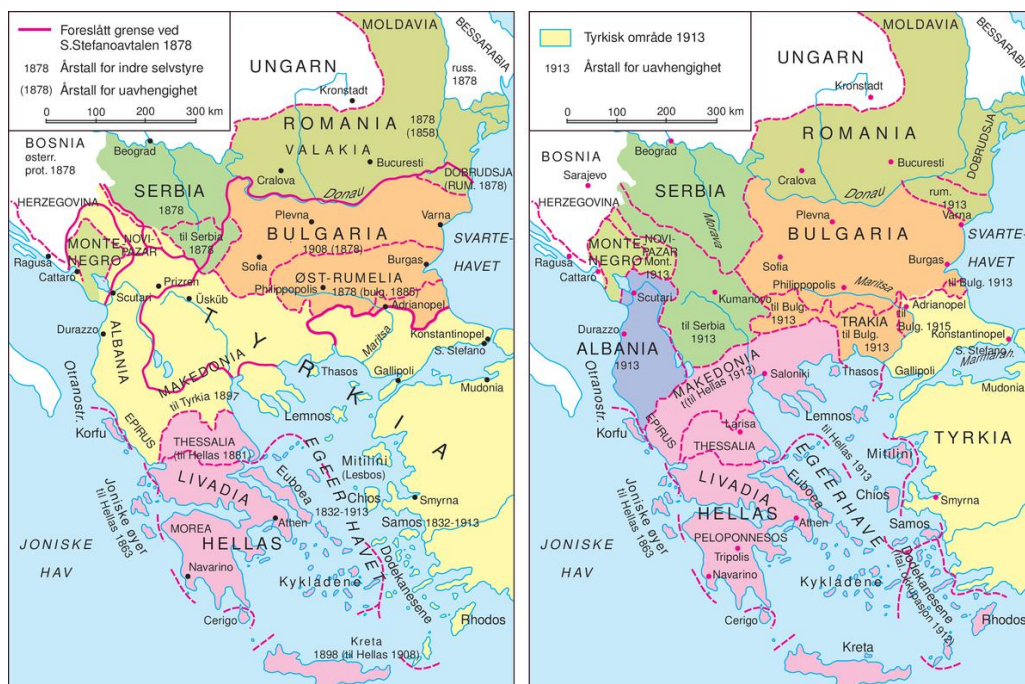 Foreslått grense ved
S.Stefanoavtalen 1878
1878 Årstall for indre selvstyre
(1878) Årstall for uavhengighet
0 100 200 300 km
MOLDAVIA
BESSARABIA
russ.
1878
UNGARN
Kronstadt
ROMANIA
1878
(1858)
VALAKIA
Bucuresti
Cralova
DOBRUDSJA
(RUM. 1878)
Donau
BOSNIA
østerr.
prot. 1878
Beograd
SERBIA
1878
HERZEGOVINA
til Serbia
1878
MONTE-
NEGRO
NOVI-
PAZAR
Plevna
Varna
BULGARIA
1908 (1878)
SVARTE-
HAVET
Sofia
Burgas
ØST-RUMELIA
1878 (bulg. 1885)
Philippopolis
Adrianopel
Ragusa
Cattaro
Scutari
Prizren
Üsküb
Durazzo
ALBANIA
TYRKIA
Maritsa
Konstantinopel
S. Stefano
MAKEDONIA
til Tyrkia 1897
Thasos
Gallipoli
Mudonia
Otrantostr.
EPIRUS
Korfu
Lemnos
THESSALIA
(til Hellas 1881)
EGERHAVET
Mitilini
(Lesbos)
LIVADIA
Euboea
1832-1913
Chios
Smyrna
Joniske øyer
til Hellas 1863
Athen
Samos 1832-1913
MOREA
HELLAS
JONISKE
HAV
Navarino
Kykladene
Dodekanesene
Cerigo
Rhodos
Kreta
1898 (til Hellas 1908)
Tyrkisk område 1913
1913 Årstall for uavhengighet
0 100 200 300 km
MOLDAVIA
BESSARABIA
UNGARN
Kronstadt
ROMANIA
Bucuresti
Cralova
DOBRUDSJA
Donau
rum.
1913
BOSNIA
Sarajevo
Beograd
SERBIA
Morava
HERZEGOVINA
MONTE-
NEGRO
NOVI-
PAZAR
Mont.
1913
Plevna
Varna
BULGARIA
SVARTE-
HAVET
Sofia
Burgas
Philippopolis
Maritsa
til Bulg. 1913
Ragusa
Cattaro
Scutari
Kumanovo
til Bulg.
1913
Adrianopel
til
Bulg. 1915
TRAKIA
til Bulg.
1913
Konstantinopel
S. Stefano
Marmarah.
Durazzo
ALBANIA
1913
til Serbia
1913
MAKEDONIA
t(til Hellas 1913)
Saloniki
Thasos
Gallipoli
Mudonia
Otrantostr.
EPIRUS
Korfu
Larisa
THESSALIA
Lemnos
til Hellas 1913
Mitilini
TYRKIA
EGEERHAVE
LIVADIA
Euboea
Chios
Smyrna
HELLAS
Joniske øyer
til Hellas 1863
Athen
Samos
PELOPONNESOS
Tripolis
JONISKE
HAV
Navarino
Kykladene
Dodekanesene
(ital. okkupasjon 1912)
Cerigo
Rhodos
Kreta